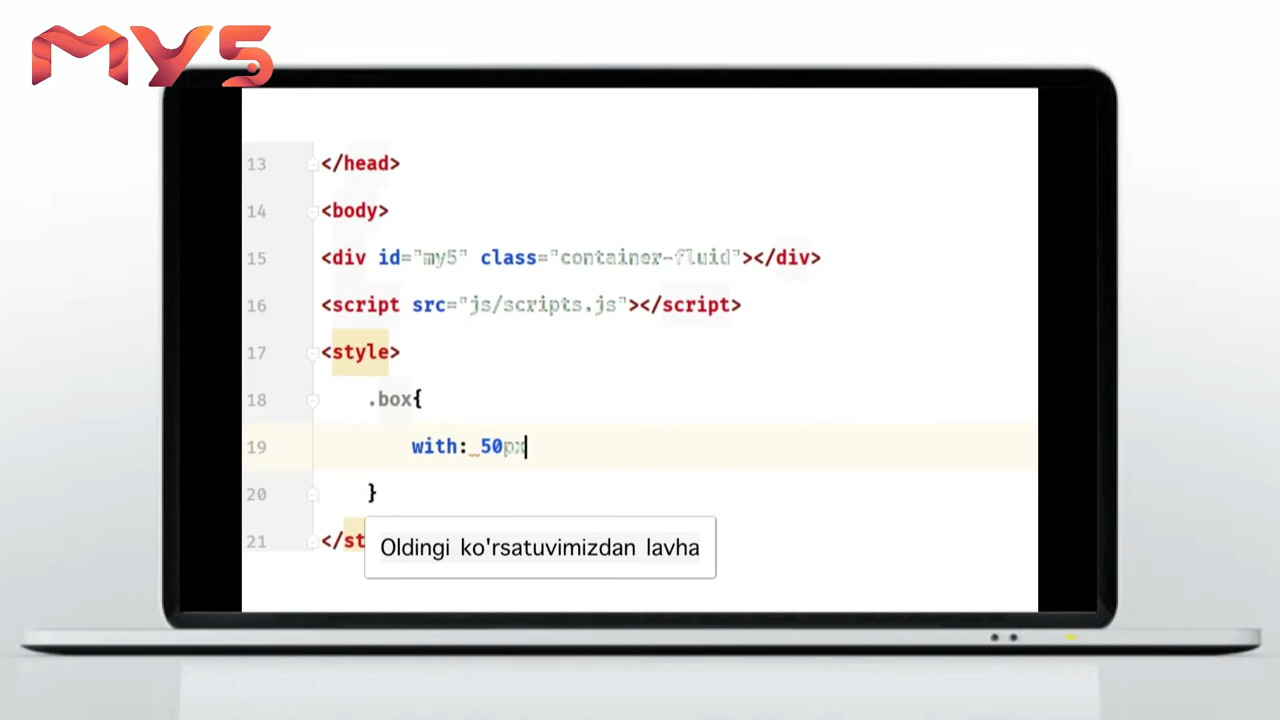 MY5
13 </head>
14 <body>
15 <div id="my5" class="container-fluid"></div>
16 <script src="js/scripts.js"></script>
17 <style>
18 .box{
19 with: 50px
20 }
21 </st
Oldingi ko'rsatuvimizdan lavha